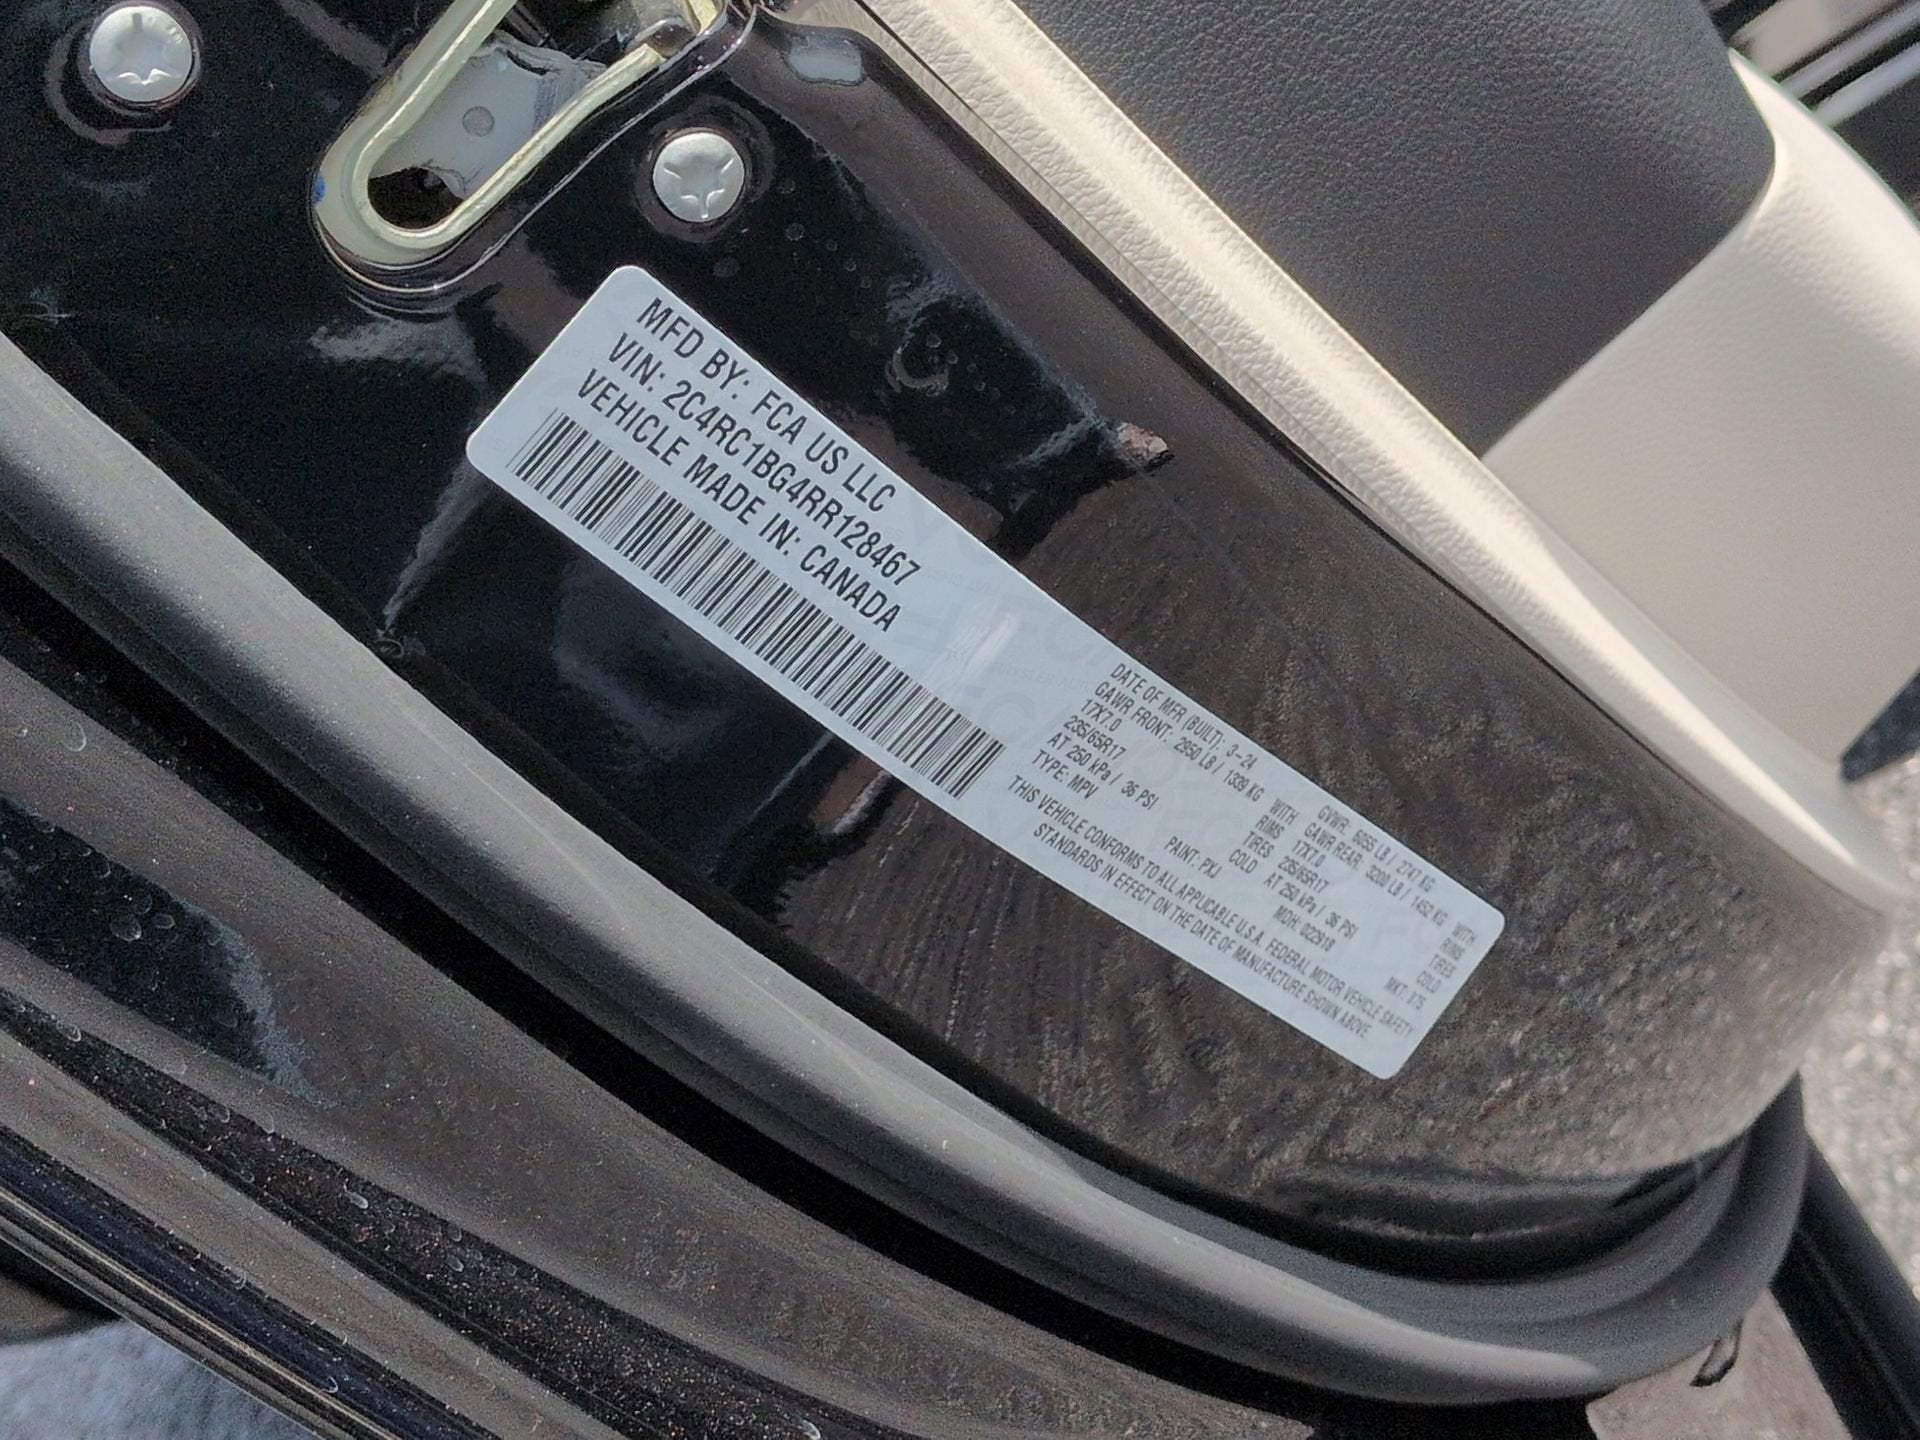 MFD BY: FCA US LLC
VIN: 2C4RC1BG4RR128467
VEHICLE MADE IN: CANADA
DATE OF MFR (BUILT): 3-24 GVWR: 6055 LB / 2747 KG
GAWR FRONT: 2950 LB / 1339 KG WITH GAWR REAR: 3200 LB / 1452 KG WITH
17X7.0 RIMS 17X7.0 RIMS
235/65R17 TIRES 235/65R17 TIRES
AT 250 kPa / 36 PSI COLD AT 250 kPa / 36 PSI COLD
TYPE: MPV PAINT: PXJ MDH: 022918 MKT: X75
THIS VEHICLE CONFORMS TO ALL APPLICABLE U.S.A. FEDERAL MOTOR VEHICLE SAFETY
STANDARDS IN EFFECT ON THE DATE OF MANUFACTURE SHOWN ABOVE.